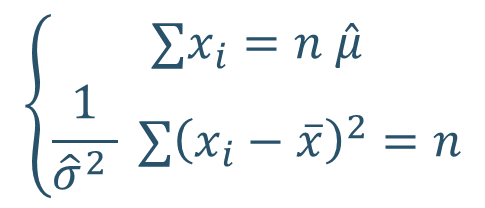 ∑xᵢ = n μ̂
1/σ̂² ∑(xᵢ − x̄)² = n